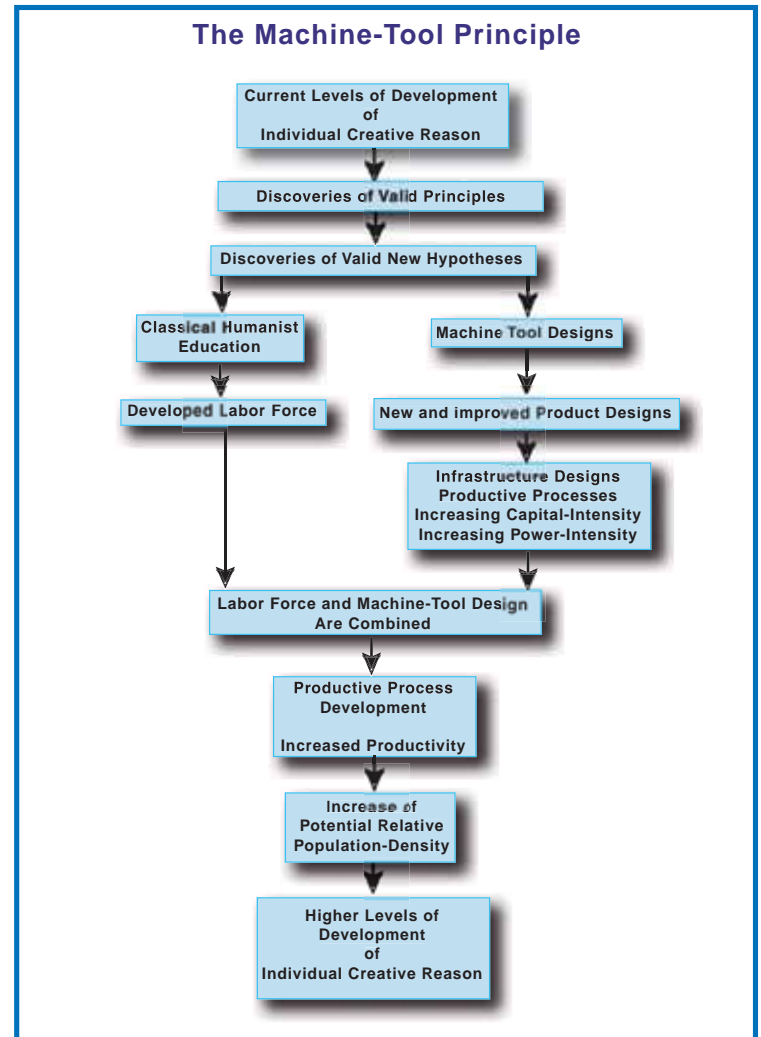 The Machine-Tool Principle
Current Levels of Development
of
Individual Creative Reason
Discoveries of Valid Principles
Discoveries of Valid New Hypotheses
Classical Humanist
Education
Machine Tool Designs
Developed Labor Force
New and improved Product Designs
Infrastructure Designs
Productive Processes
Increasing Capital-Intensity
Increasing Power-Intensity
Labor Force and Machine-Tool Design
Are Combined
Productive Process
Development
Increased Productivity
Increase of
Potential Relative
Population-Density
Higher Levels of
Development
of
Individual Creative Reason